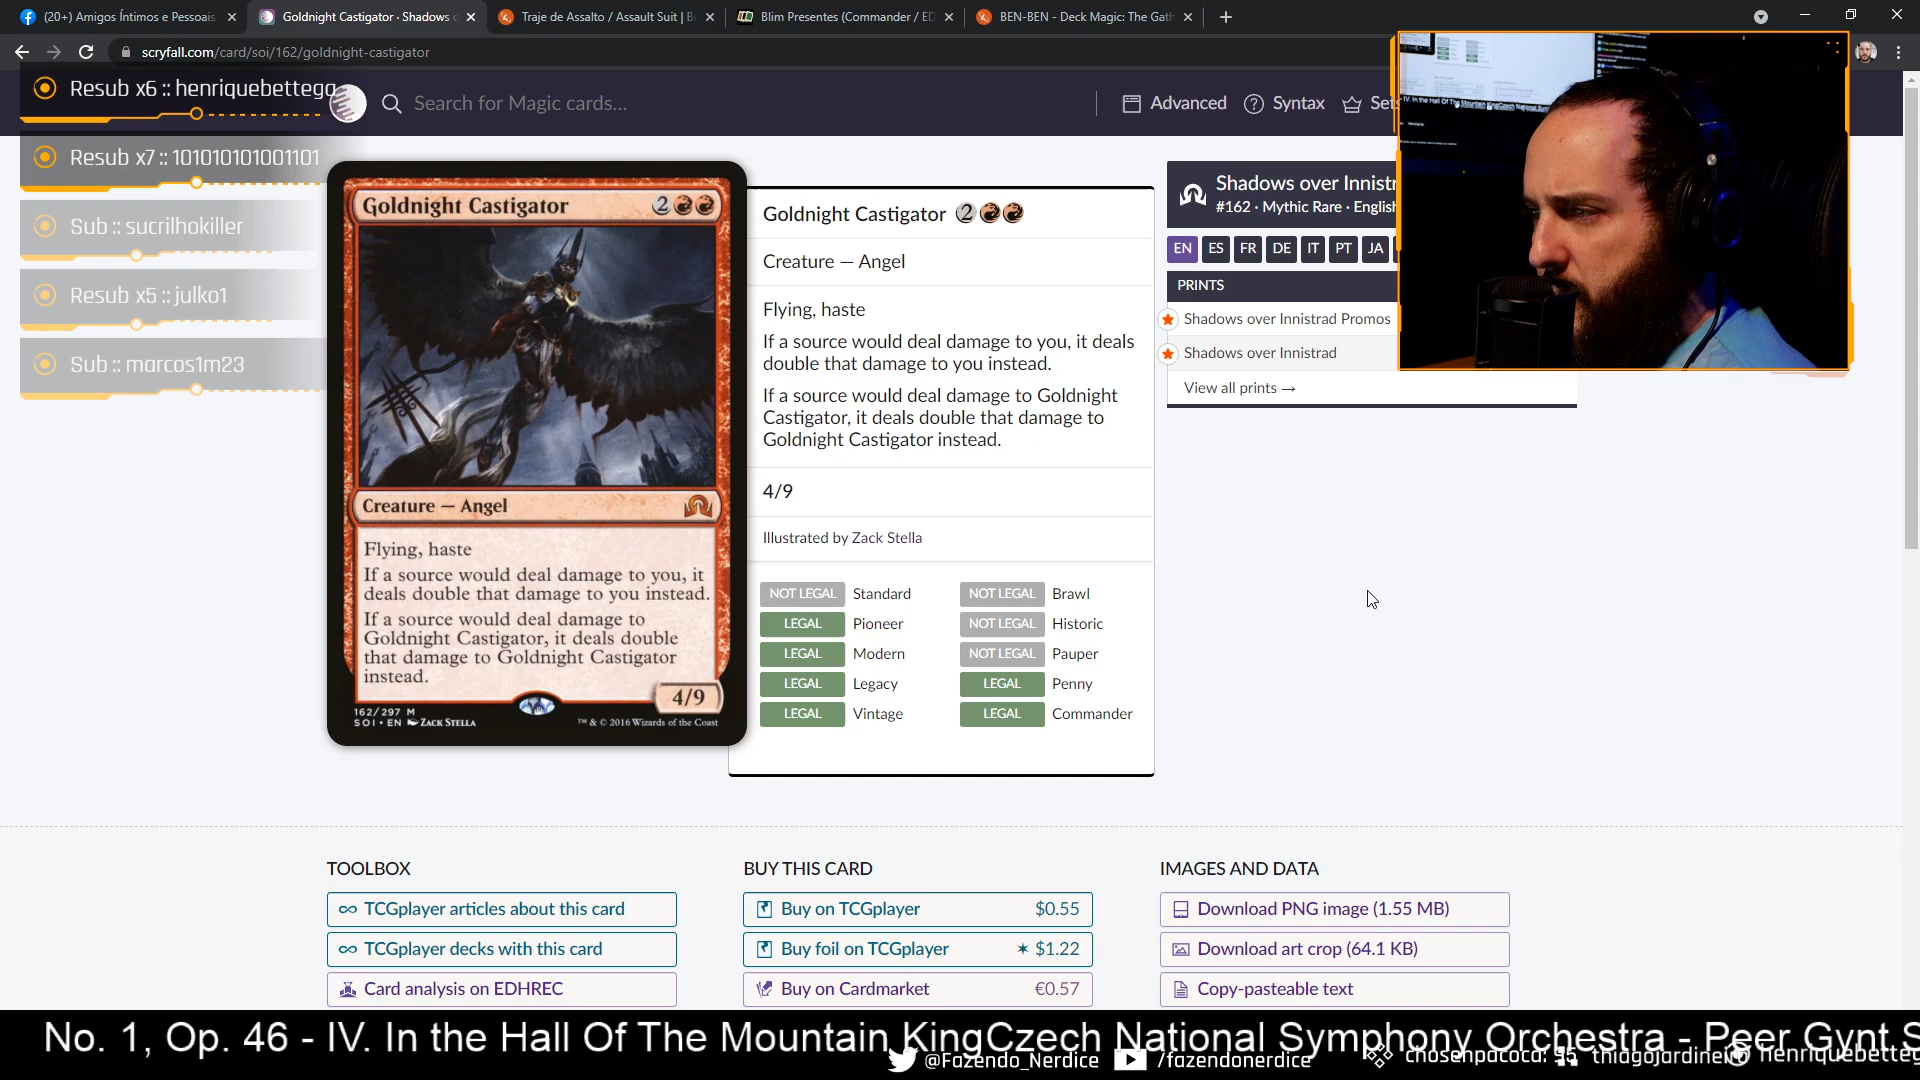 (20+) Amigos Íntimos e Pessoais
Goldnight Castigator · Shadows o
Traje de Assalto / Assault Suit | B
Blim Presentes (Commander / ED
BEN-BEN - Deck Magic: The Gath
scryfall.com/card/soi/162/goldnight-castigator
Resub x6 :: henriquebettega
Resub x7 :: 101010101001101
Sub :: sucrilhokiller
Resub x5 :: julko1
Sub :: marcos1m23
Search for Magic cards...
Advanced
Syntax
Sets
Goldnight Castigator 2
Creature — Angel
Flying, haste
If a source would deal damage to you, it
deals double that damage to you instead.
If a source would deal damage to
Goldnight Castigator, it deals double
that damage to Goldnight Castigator
instead.
4/9
162/297 M
SOI • EN ZACK STELLA
™ & © 2016 Wizards of the Coast
Goldnight Castigator 2
Creature — Angel
Flying, haste
If a source would deal damage to you, it deals
double that damage to you instead.
If a source would deal damage to Goldnight
Castigator, it deals double that damage to
Goldnight Castigator instead.
4/9
Illustrated by Zack Stella
NOT LEGAL Standard
NOT LEGAL Brawl
LEGAL Pioneer
NOT LEGAL Historic
LEGAL Modern
NOT LEGAL Pauper
LEGAL Legacy
LEGAL Penny
LEGAL Vintage
LEGAL Commander
Shadows over Innistr
#162 · Mythic Rare · English
EN ES FR DE IT PT JA
PRINTS
Shadows over Innistrad Promos
Shadows over Innistrad
View all prints →
TOOLBOX
TCGplayer articles about this card
TCGplayer decks with this card
Card analysis on EDHREC
BUY THIS CARD
Buy on TCGplayer $0.55
Buy foil on TCGplayer ✶ $1.22
Buy on Cardmarket €0.57
IMAGES AND DATA
Download PNG image (1.55 MB)
Download art crop (64.1 KB)
Copy-pasteable text
No. 1, Op. 46 - IV. In the Hall Of The Mountain KingCzech National Symphony Orchestra - Peer Gynt S
@Fazendo_Nerdice
/fazendonerdice
chosenpacoca: 95
thiagojardine
henriquebetteg